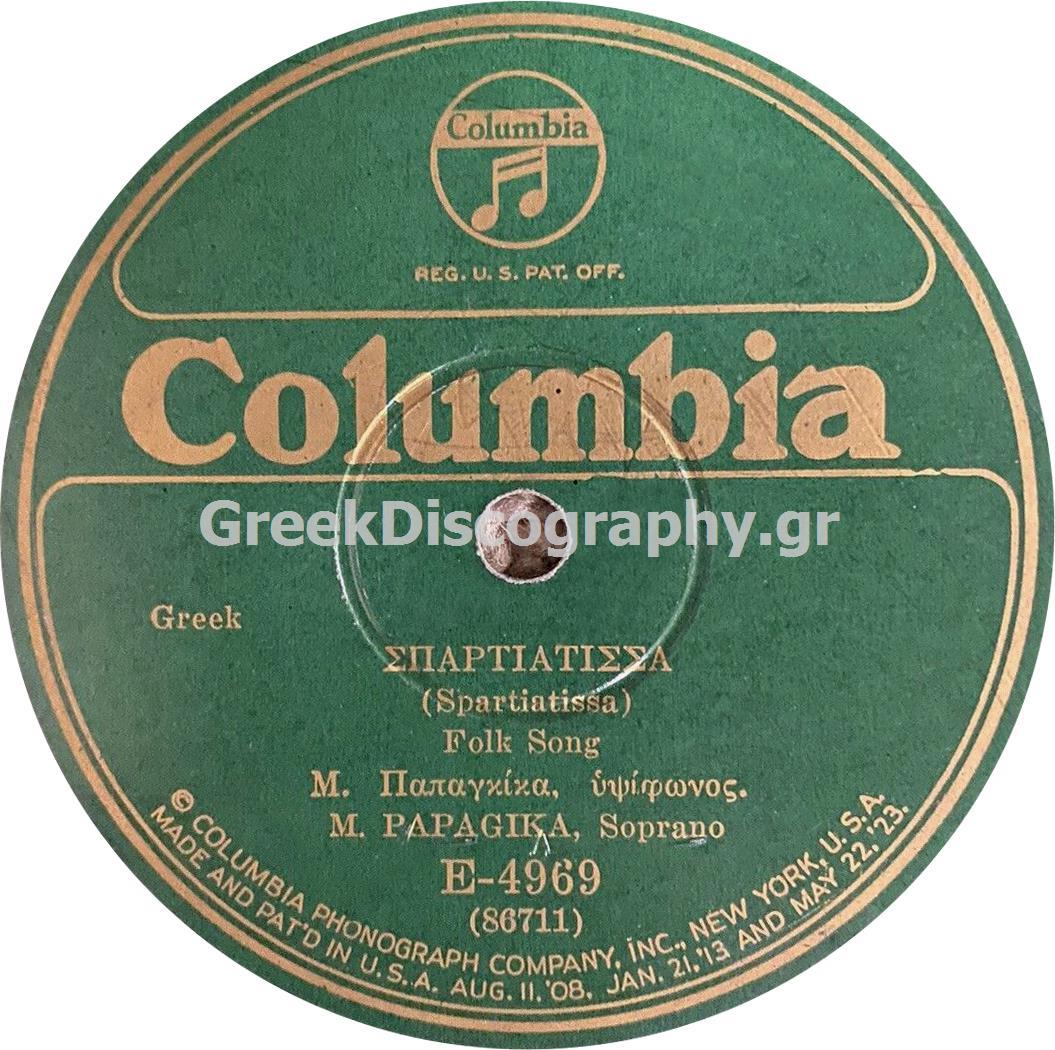 Columbia
REG. U. S. PAT. OFF.
Columbia
GreekDiscography.gr
Greek
ΣΠΑΡΤΙΑΤΙΣΣΑ
(Spartiatissa)
Folk Song
Μ. Παπαγκίκα, ὑψίφωνος.
M. PAPAGIKA, Soprano
E-4969
(86711)
© COLUMBIA PHONOGRAPH COMPANY, INC., NEW YORK, U. S. A.
MADE AND PAT'D IN U. S. A. AUG. 11, '08. JAN. 21, '13 AND MAY 22, '23.